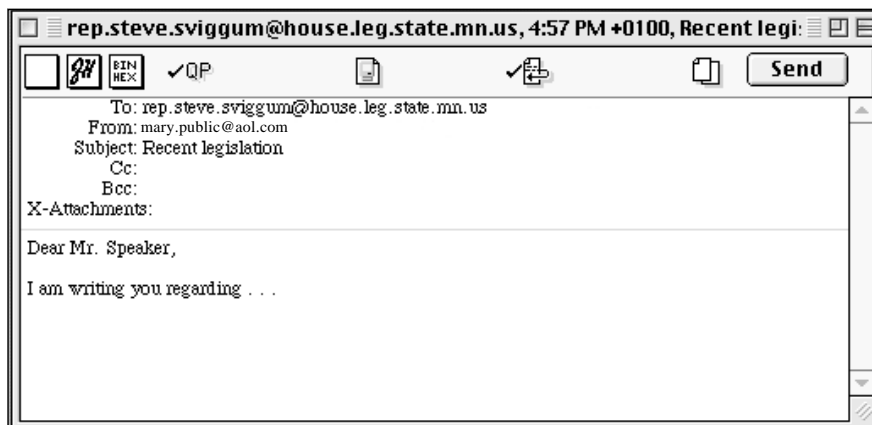 rep.steve.sviggum@house.leg.state.mn.us, 4:57 PM +0100, Recent legi:
BIN HEX ✓QP Send
To: rep.steve.sviggum@house.leg.state.mn.us
From: mary.public@aol.com
Subject: Recent legislation
Cc:
Bcc:
X-Attachments:
Dear Mr. Speaker,
I am writing you regarding . . .